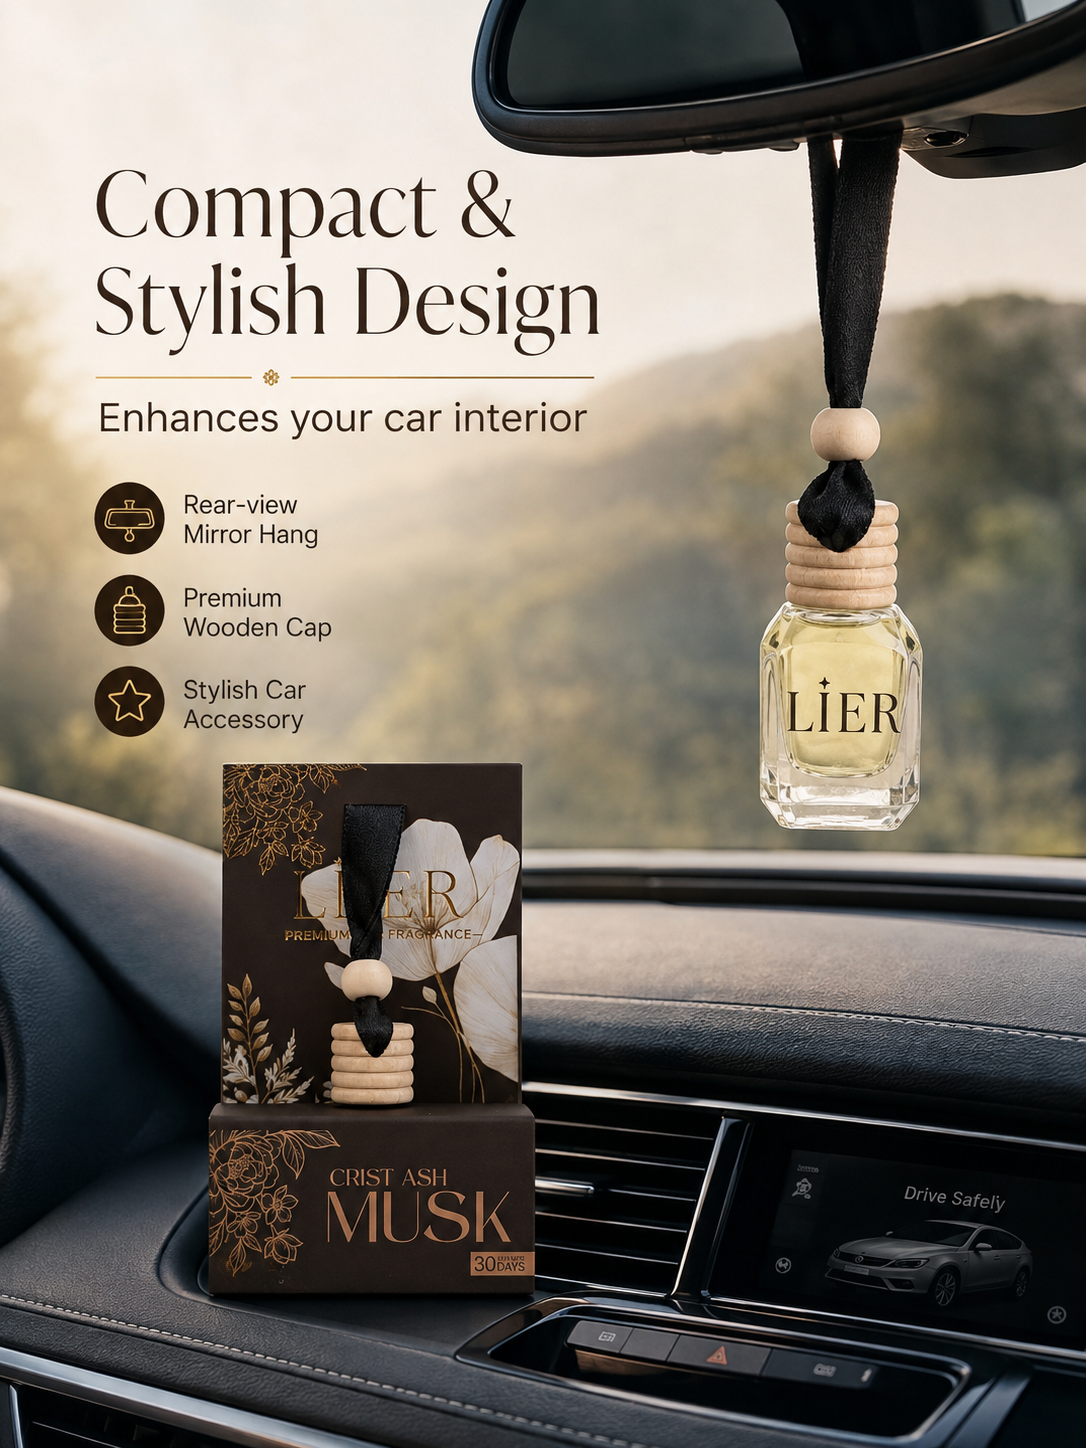 Compact &
Stylish Design
Enhances your car interior
Rear-view
Mirror Hang
Premium
Wooden Cap
Stylish Car
Accessory
LiER
PREMIUM FRAGRANCE
CRIST ASH
MUSK
30 DAYS
Drive Safely